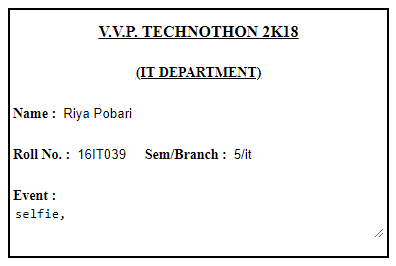 V.V.P. TECHNOTHON 2K18
(IT DEPARTMENT)
Name : Riya Pobari
Roll No. : 16IT039 Sem/Branch : 5/it
Event :
selfie,